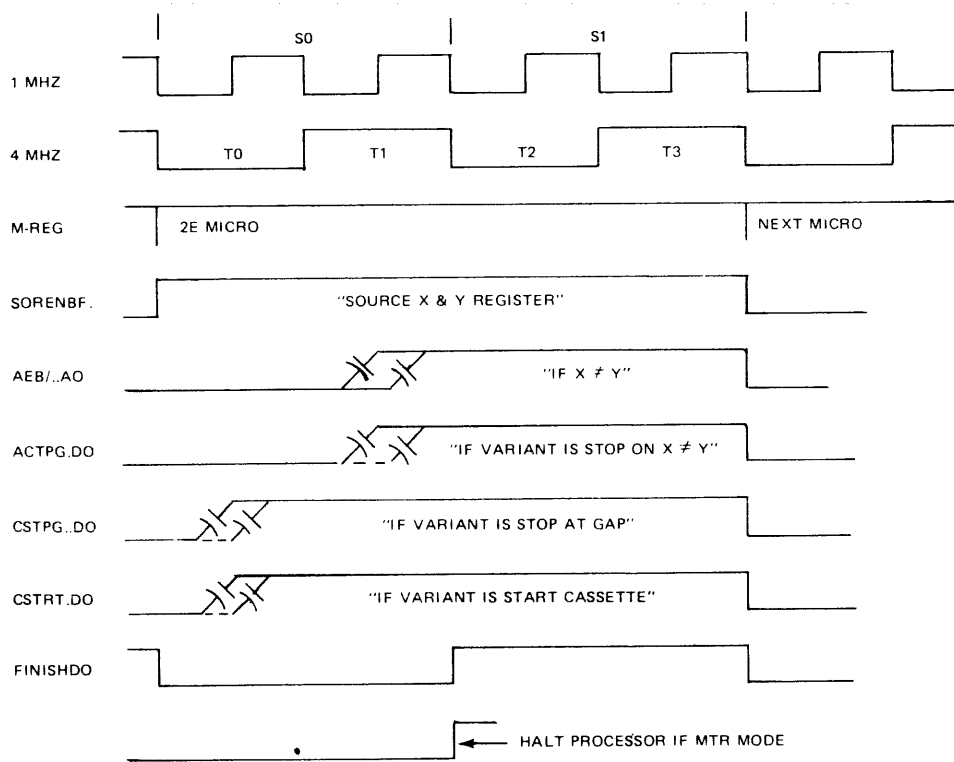 S0 S1
1 MHZ
4 MHZ T0 T1 T2 T3
M-REG 2E MICRO NEXT MICRO
SORENBF. "SOURCE X & Y REGISTER"
AEB/..AO "IF X ≠ Y"
ACTPG.DO "IF VARIANT IS STOP ON X ≠ Y"
CSTPG..DO "IF VARIANT IS STOP AT GAP"
CSTRT.DO "IF VARIANT IS START CASSETTE"
FINISHDO
HALT PROCESSOR IF MTR MODE